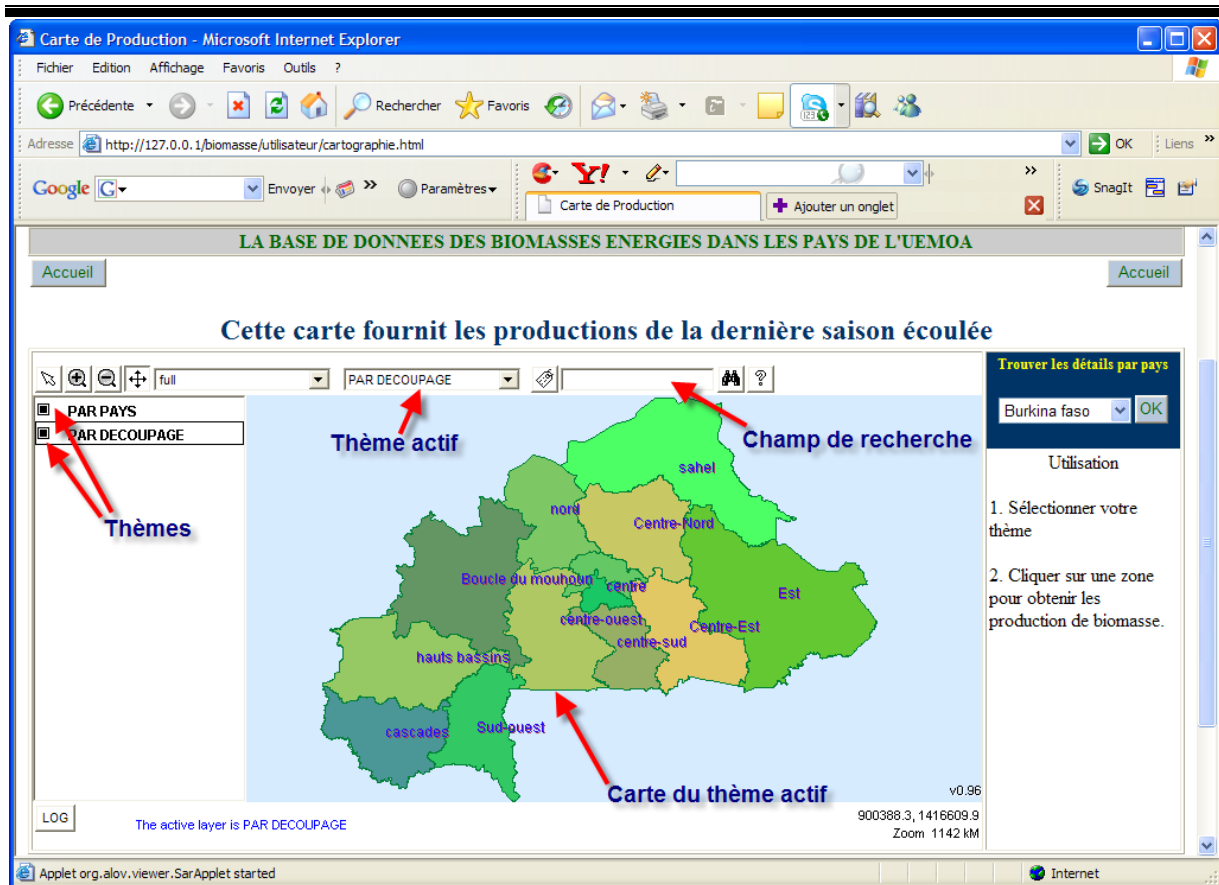 Carte de Production - Microsoft Internet Explorer
Fichier Edition Affichage Favoris Outils ?
Précédente Rechercher Favoris
Adresse http://127.0.0.1/biomasse/utilisateur/cartographie.html OK Liens »
Google G Envoyer » Paramètres Y! » SnagIt
Carte de Production Ajouter un onglet
LA BASE DE DONNEES DES BIOMASSES ENERGIES DANS LES PAYS DE L'UEMOA
Accueil Accueil
Cette carte fournit les productions de la dernière saison écoulée
full PAR DECOUPAGE ?
PAR PAYS
PAR DECOUPAGE
Thèmes
Thème actif
Champ de recherche
sahel
nord
Centre-Nord
Boucle du mouhoun
centre
Est
centre-ouest
Centre-Est
centre-sud
hauts bassins
cascades
Sud-ouest
Carte du thème actif
v0.96
Trouver les détails par pays
Burkina faso OK
Utilisation
1. Sélectionner votre
thème
2. Cliquer sur une zone
pour obtenir les
production de biomasse.
LOG
The active layer is PAR DECOUPAGE
900388.3, 1416609.9
Zoom 1142 kM
Applet org.alov.viewer.SarApplet started Internet